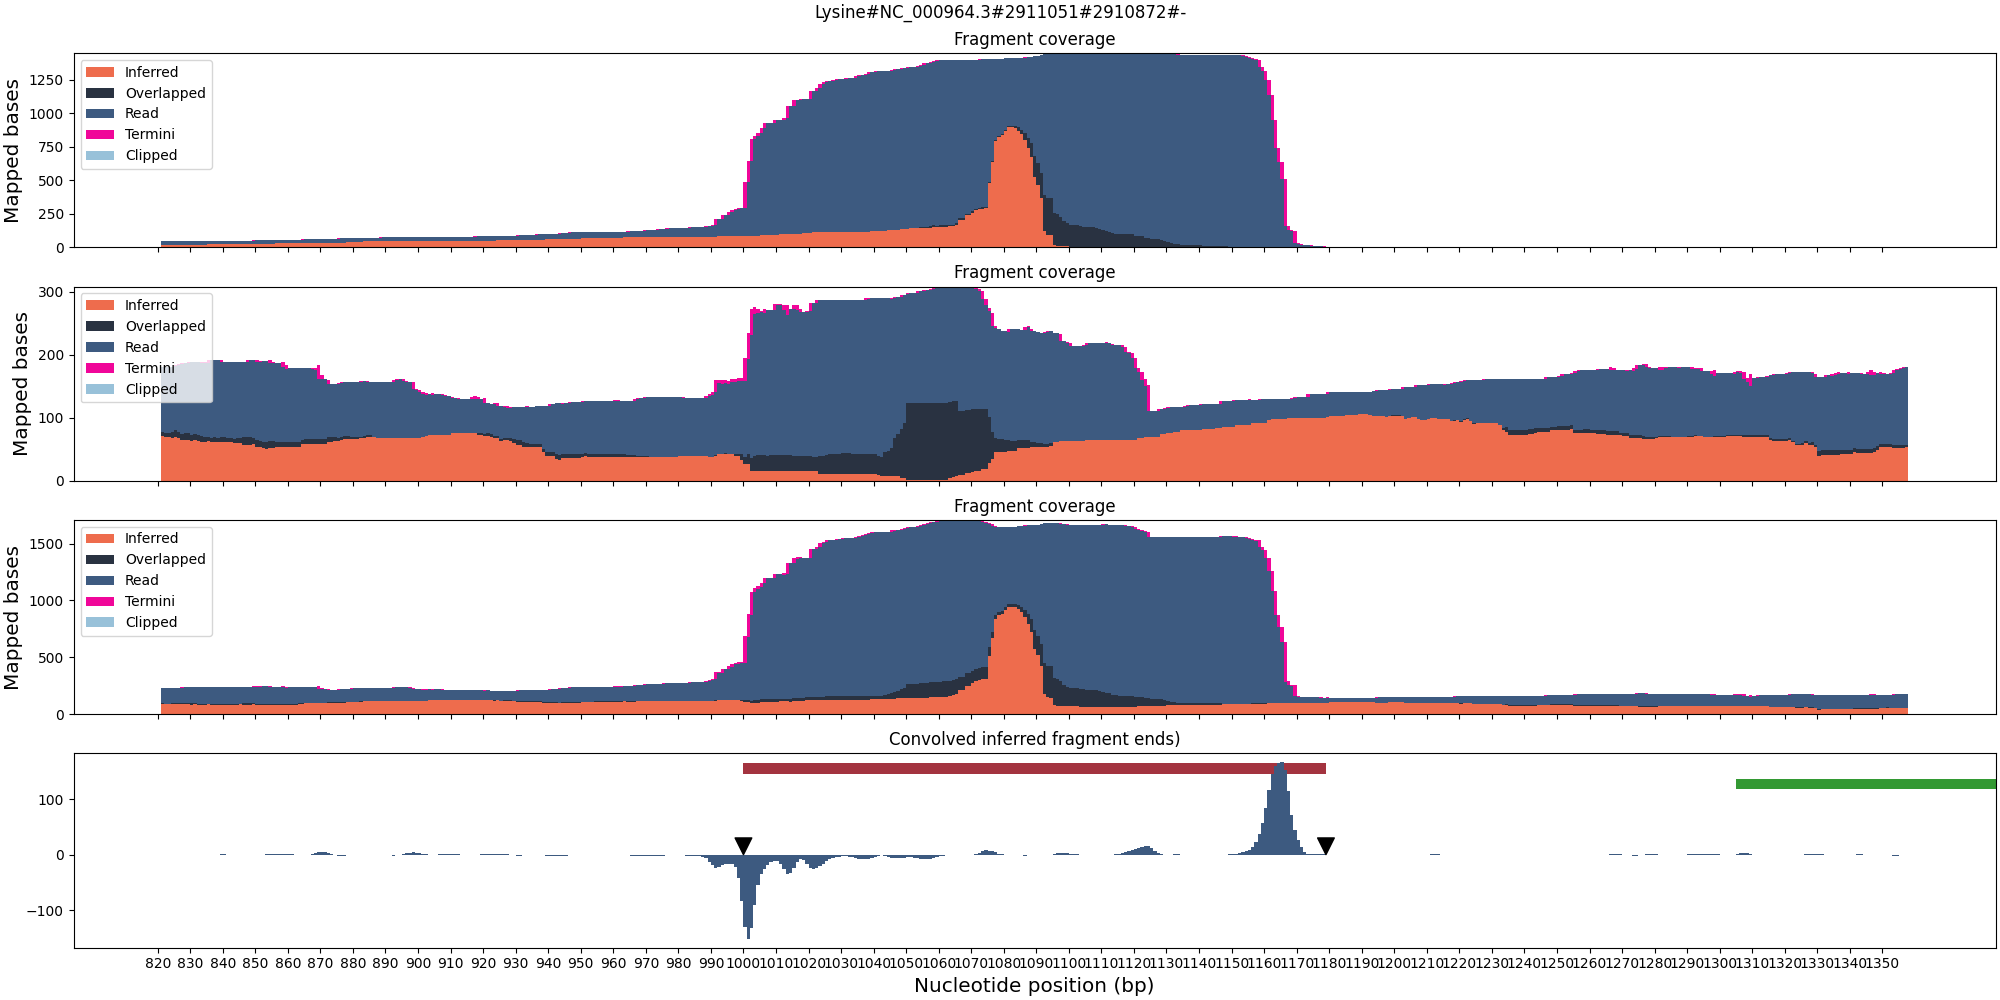 Lysine#NC_000964.3#2911051#2910872#-
Fragment coverage
Mapped bases
1250
1000
750
500
250
0
Inferred
Overlapped
Read
Termini
Clipped
Fragment coverage
Mapped bases
300
200
100
0
Inferred
Overlapped
Read
Termini
Clipped
Fragment coverage
Mapped bases
1500
1000
500
0
Inferred
Overlapped
Read
Termini
Clipped
Convolved inferred fragment ends)
100
0
−100
820 830 840 850 860 870 880 890 900 910 920 930 940 950 960 970 980 990 1000 1010 1020 1030 1040 1050 1060 1070 1080 1090 1100 1110 1120 1130 1140 1150 1160 1170 1180 1190 1200 1210 1220 1230 1240 1250 1260 1270 1280 1290 1300 1310 1320 1330 1340 1350
Nucleotide position (bp)